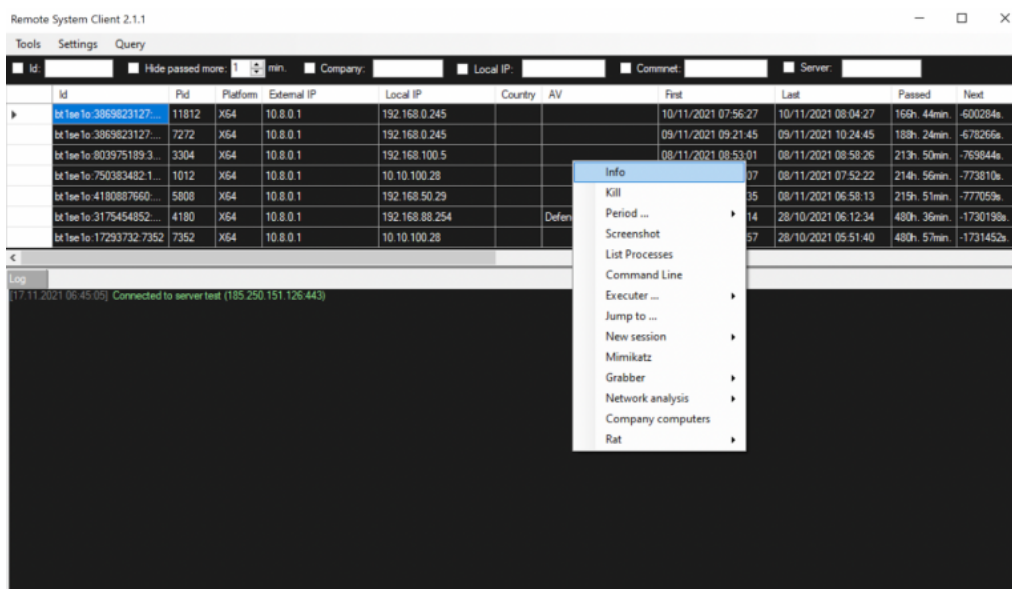 Remote System Client 2.1.1
Tools Settings Query
Id: Hide passed more: 1 min. Company: Local IP: Commnet: Server:
Id Pid Platform External IP Local IP Country AV First Last Passed Next
bt1se1o:3869823127:... 11812 X64 10.8.0.1 192.168.0.245 10/11/2021 07:56:27 10/11/2021 08:04:27 166h. 44min. -600284s.
bt1se1o:3869823127:... 7272 X64 10.8.0.1 192.168.0.245 09/11/2021 09:21:45 09/11/2021 10:24:45 188h. 24min. -678266s.
bt1se1o:803975189:3... 3304 X64 10.8.0.1 192.168.100.5 08/11/2021 08:53:01 08/11/2021 08:58:26 213h. 50min. -769844s.
bt1se1o:750383482:1... 1012 X64 10.8.0.1 10.10.100.28 07 08/11/2021 07:52:22 214h. 56min. -773810s.
bt1se1o:4180887660:... 5808 X64 10.8.0.1 192.168.50.29 35 08/11/2021 06:58:13 215h. 51min. -777059s.
bt1se1o:3175454852:... 4180 X64 10.8.0.1 192.168.88.254 Defen 14 28/10/2021 06:12:34 480h. 36min. -1730198s.
bt1se1o:17293732:7352 7352 X64 10.8.0.1 10.10.100.28 57 28/10/2021 05:51:40 480h. 57min. -1731452s.
Info
Kill
Period ...
Screenshot
List Processes
Command Line
Executer ...
Jump to ...
New session
Mimikatz
Grabber
Network analysis
Company computers
Rat
Log
[17.11.2021 06:45:05] Connected to server test (185.250.151.126:443)